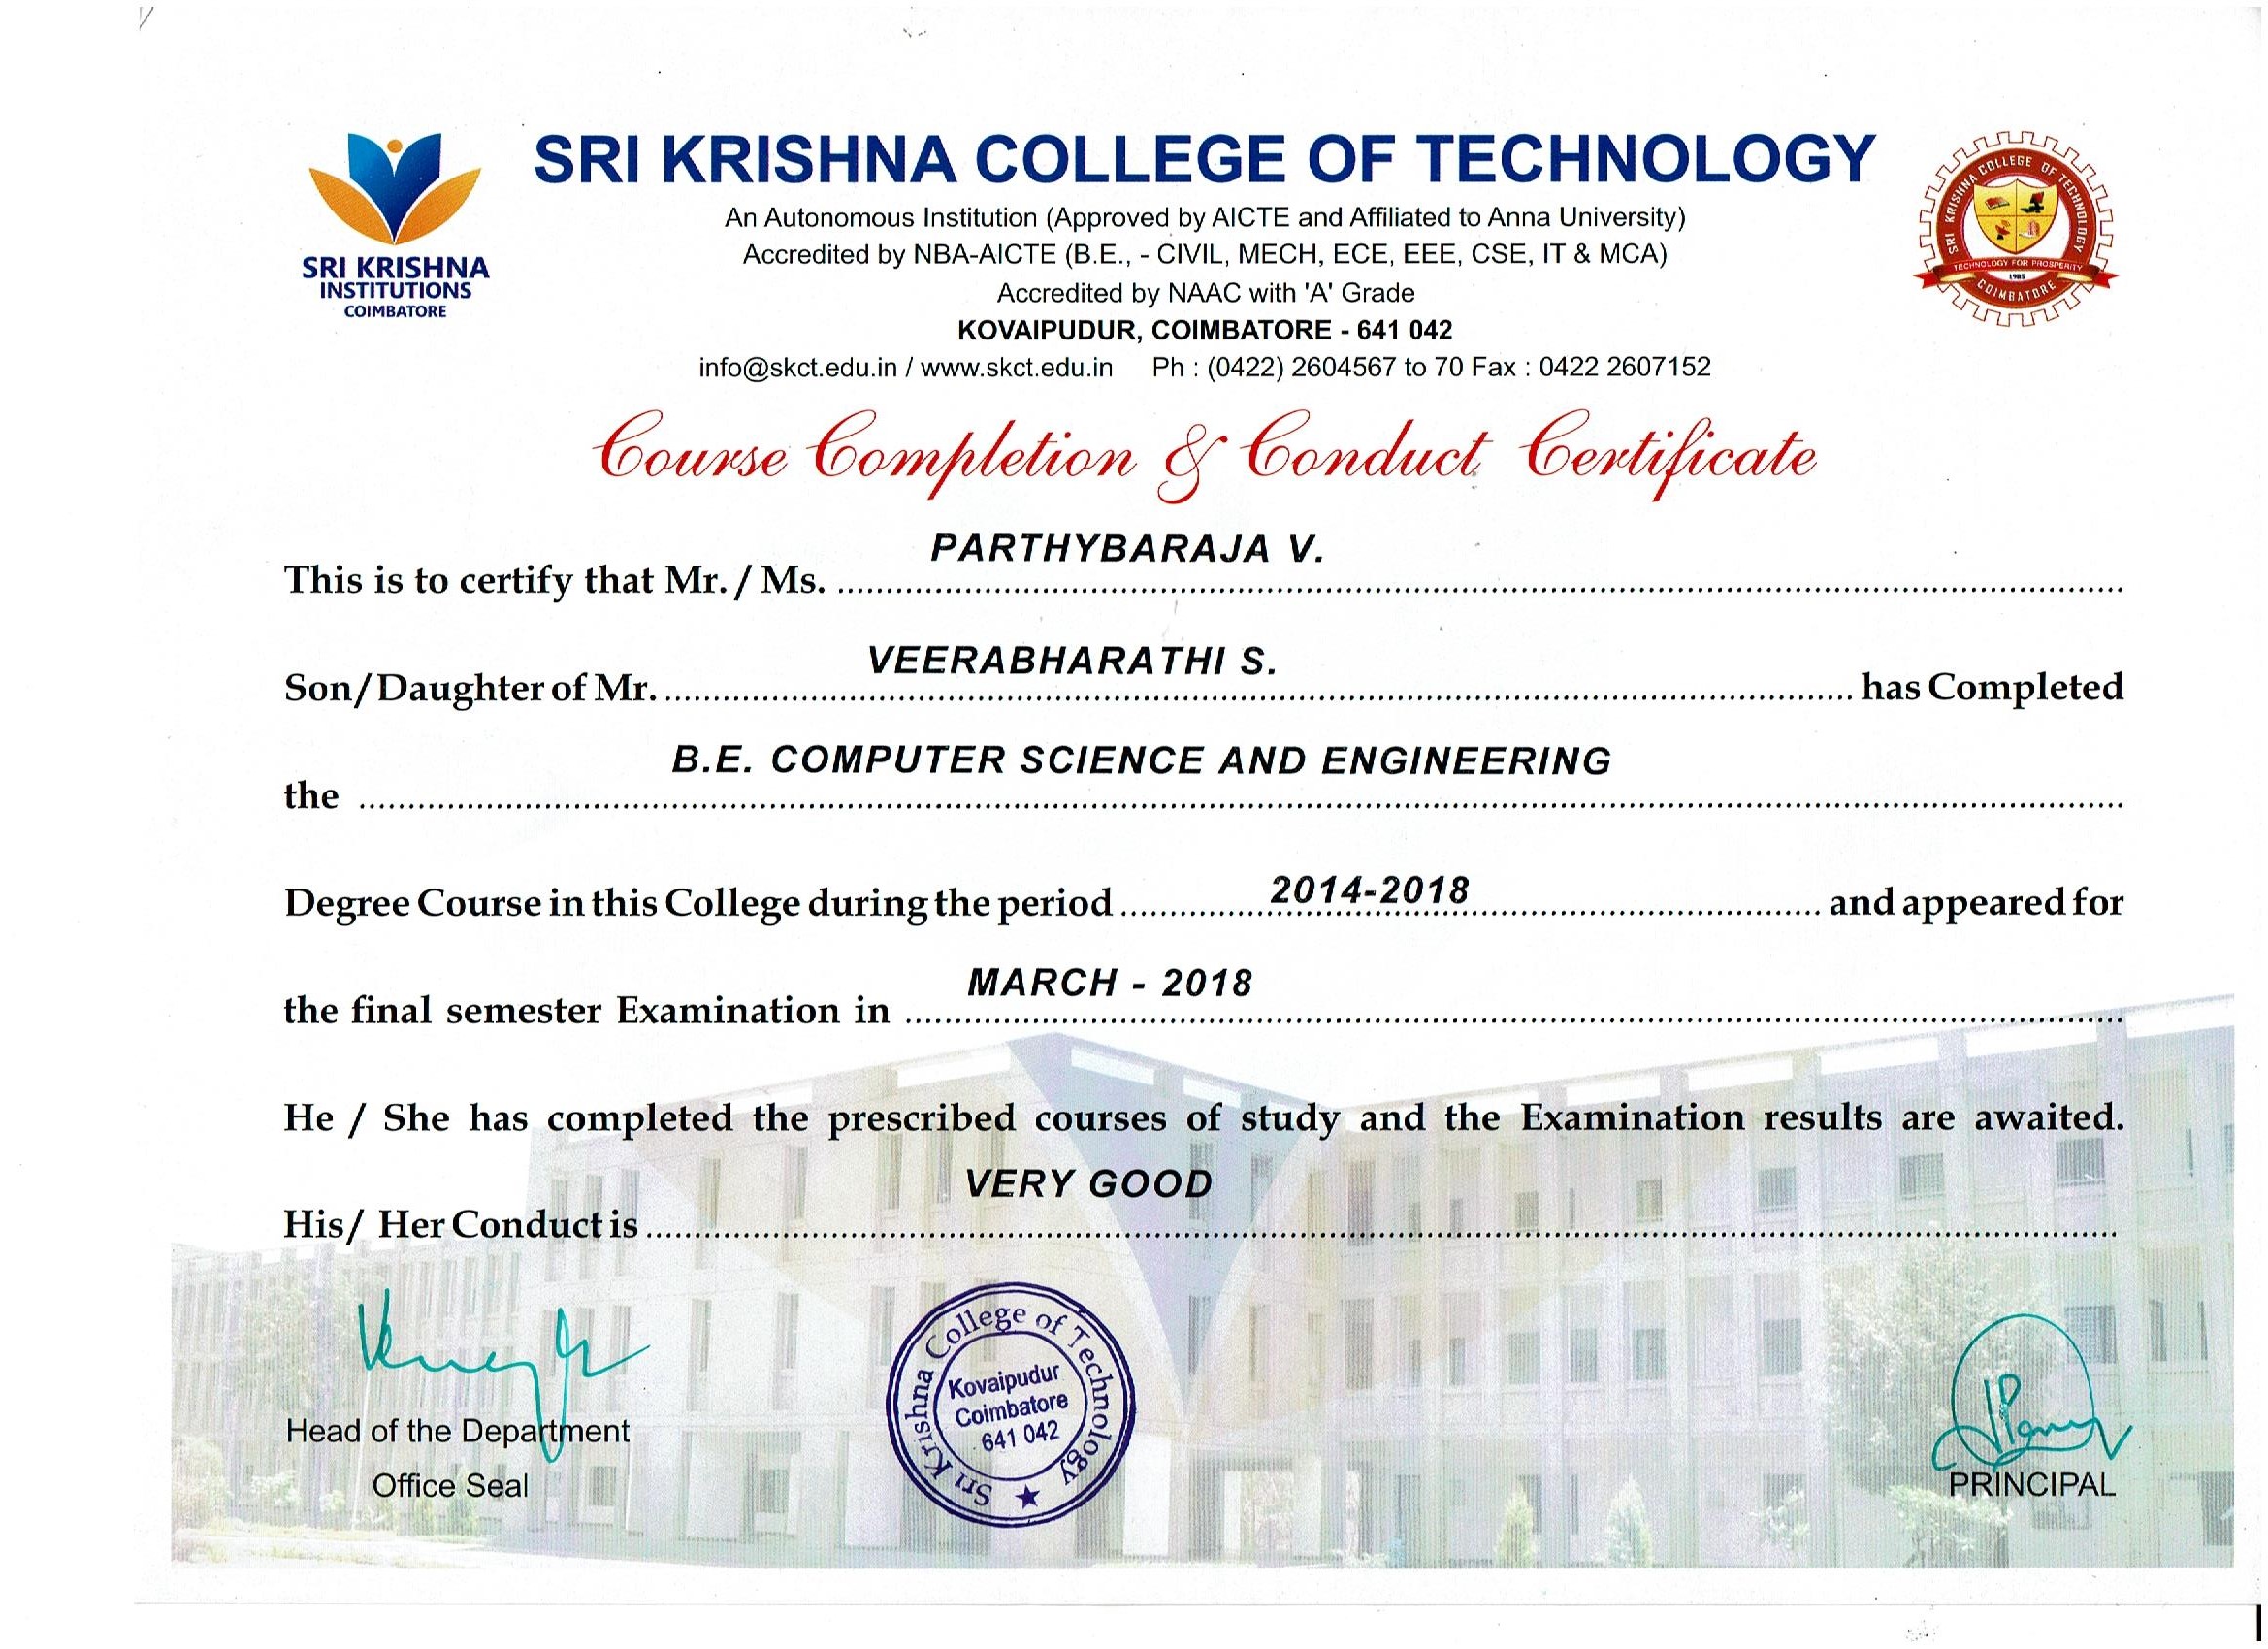 SRI KRISHNA
INSTITUTIONS
COIMBATORE
SRI KRISHNA COLLEGE OF TECHNOLOGY
An Autonomous Institution (Approved by AICTE and Affiliated to Anna University)
Accredited by NBA-AICTE (B.E., - CIVIL, MECH, ECE, EEE, CSE, IT & MCA)
Accredited by NAAC with 'A' Grade
KOVAIPUDUR, COIMBATORE - 641 042
info@skct.edu.in / www.skct.edu.in Ph : (0422) 2604567 to 70 Fax : 0422 2607152
SRI KRISHNA COLLEGE OF TECHNOLOGY
TECHNOLOGY FOR PROSPERITY
1985
COIMBATORE
Course Completion & Conduct Certificate
This is to certify that Mr. / Ms. PARTHYBARAJA V.
Son/Daughter of Mr. VEERABHARATHI S. has Completed
the B.E. COMPUTER SCIENCE AND ENGINEERING
Degree Course in this College during the period 2014-2018 and appeared for
the final semester Examination in MARCH - 2018
He / She has completed the prescribed courses of study and the Examination results are awaited.
His/ Her Conduct is VERY GOOD
Head of the Department
Office Seal
Sri Krishna College of Technology
Kovaipudur
Coimbatore
641 042
PRINCIPAL